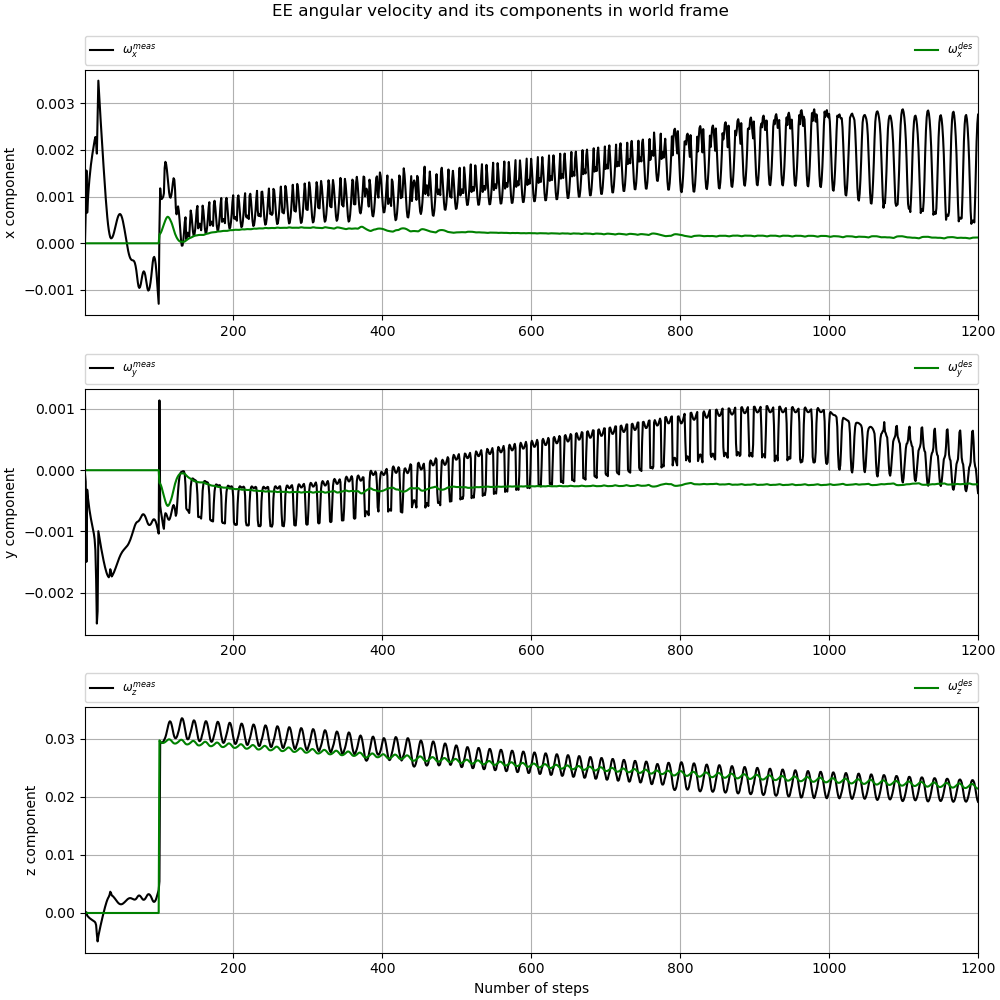 EE angular velocity and its components in world frame
ω_x^meas ω_x^des
0.003
0.002
0.001
0.000
−0.001
x component
200 400 600 800 1000 1200
ω_y^meas ω_y^des
0.001
0.000
−0.001
−0.002
y component
200 400 600 800 1000 1200
ω_z^meas ω_z^des
0.03
0.02
0.01
0.00
z component
200 400 600 800 1000 1200
Number of steps